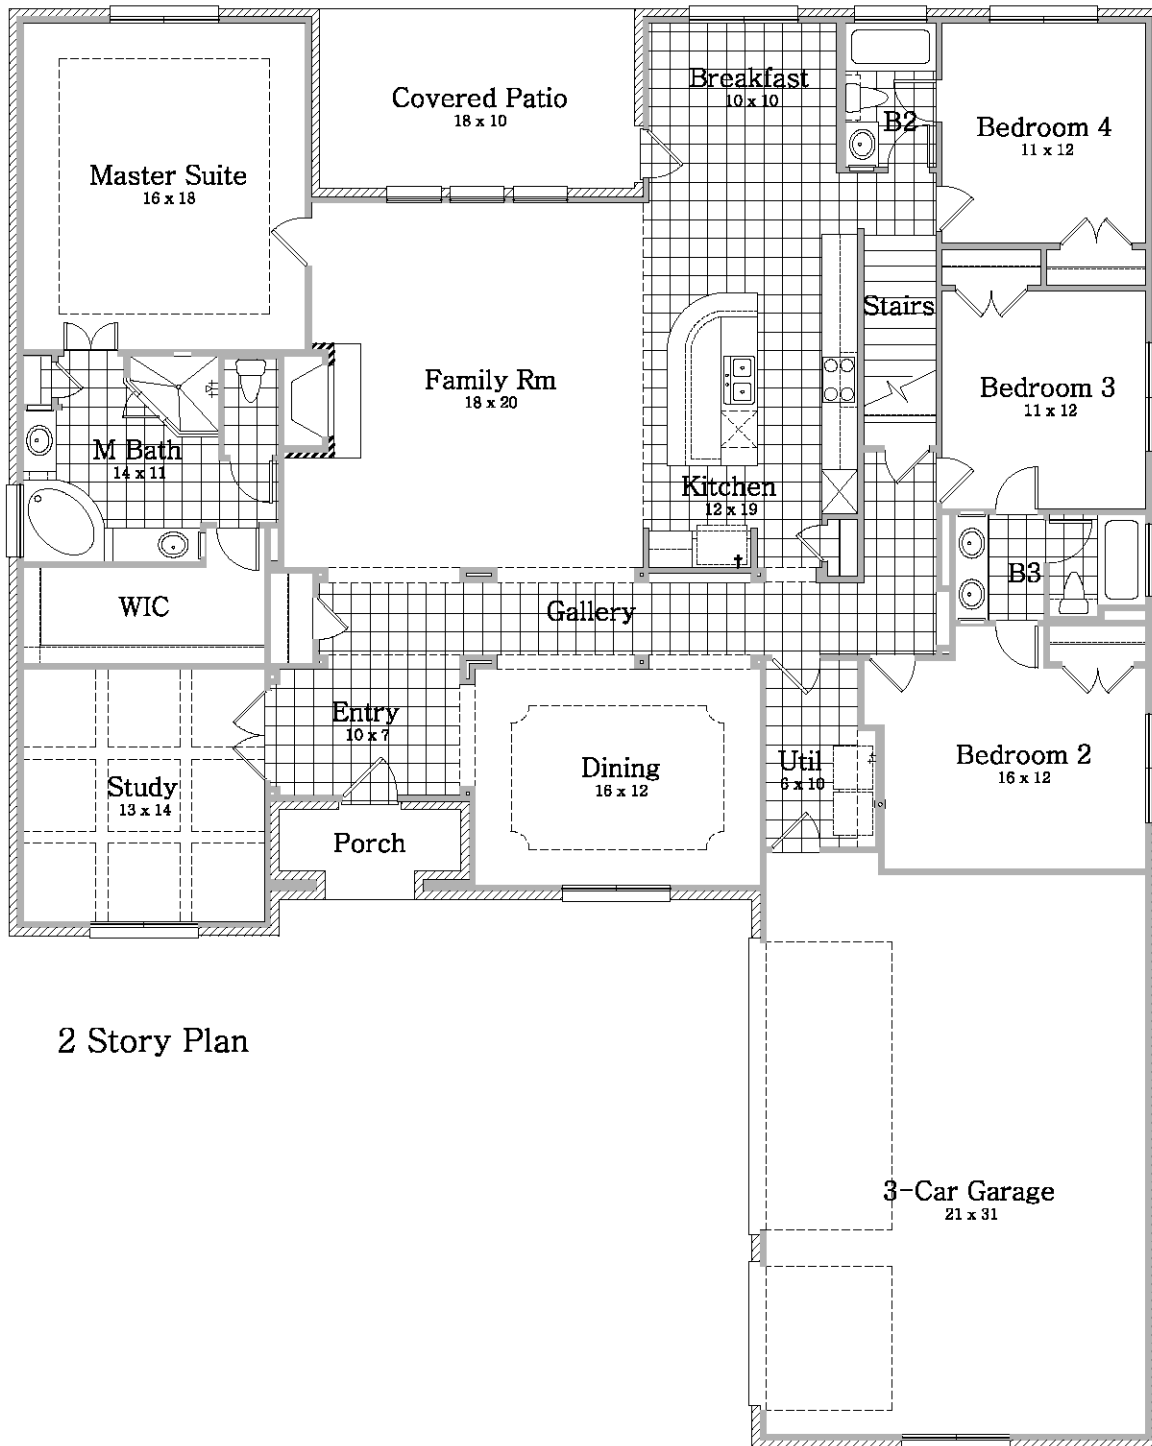 Covered Patio
18 x 10
Breakfast
10 x 10
B2
Bedroom 4
11 x 12
Master Suite
16 x 18
Stairs
Family Rm
18 x 20
Bedroom 3
11 x 12
M Bath
14 x 11
Kitchen
12 x 19
B3
WIC
Gallery
Entry
10 x 7
Dining
16 x 12
Util
6 x 10
Bedroom 2
16 x 12
Study
13 x 14
Porch
2 Story Plan
3-Car Garage
21 x 31